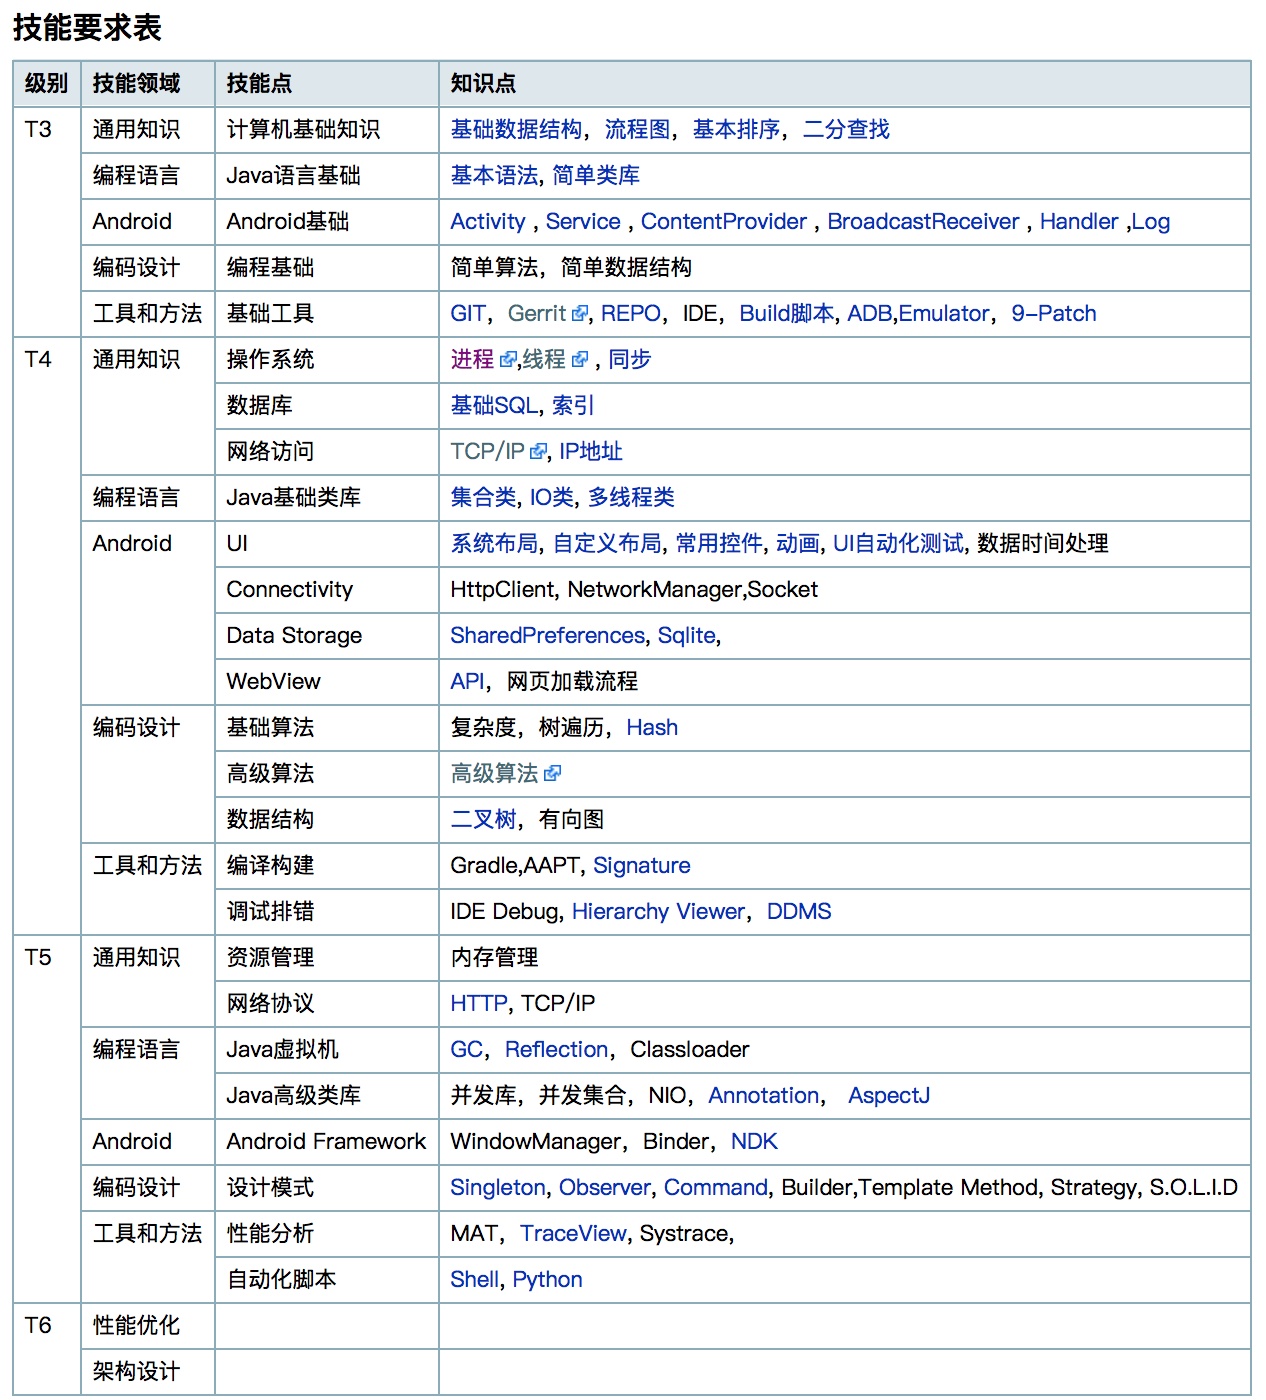 技能要求表
级别 技能领域 技能点 知识点
T3 通用知识 计算机基础知识 基础数据结构，流程图，基本排序，二分查找
编程语言 Java语言基础 基本语法, 简单类库
Android Android基础 Activity , Service , ContentProvider , BroadcastReceiver , Handler ,Log
编码设计 编程基础 简单算法，简单数据结构
工具和方法 基础工具 GIT， Gerrit , REPO， IDE， Build脚本, ADB,Emulator， 9-Patch
T4 通用知识 操作系统 进程 ,线程 , 同步
数据库 基础SQL, 索引
网络访问 TCP/IP , IP地址
编程语言 Java基础类库 集合类, IO类, 多线程类
Android UI 系统布局, 自定义布局, 常用控件, 动画, UI自动化测试, 数据时间处理
Connectivity HttpClient, NetworkManager,Socket
Data Storage SharedPreferences, Sqlite,
WebView API， 网页加载流程
编码设计 基础算法 复杂度，树遍历，Hash
高级算法 高级算法
数据结构 二叉树，有向图
工具和方法 编译构建 Gradle,AAPT, Signature
调试排错 IDE Debug, Hierarchy Viewer， DDMS
T5 通用知识 资源管理 内存管理
网络协议 HTTP, TCP/IP
编程语言 Java虚拟机 GC， Reflection， Classloader
Java高级类库 并发库，并发集合，NIO，Annotation， AspectJ
Android Android Framework WindowManager，Binder，NDK
编码设计 设计模式 Singleton, Observer, Command, Builder,Template Method, Strategy, S.O.L.I.D
工具和方法 性能分析 MAT， TraceView, Systrace,
自动化脚本 Shell, Python
T6 性能优化
架构设计